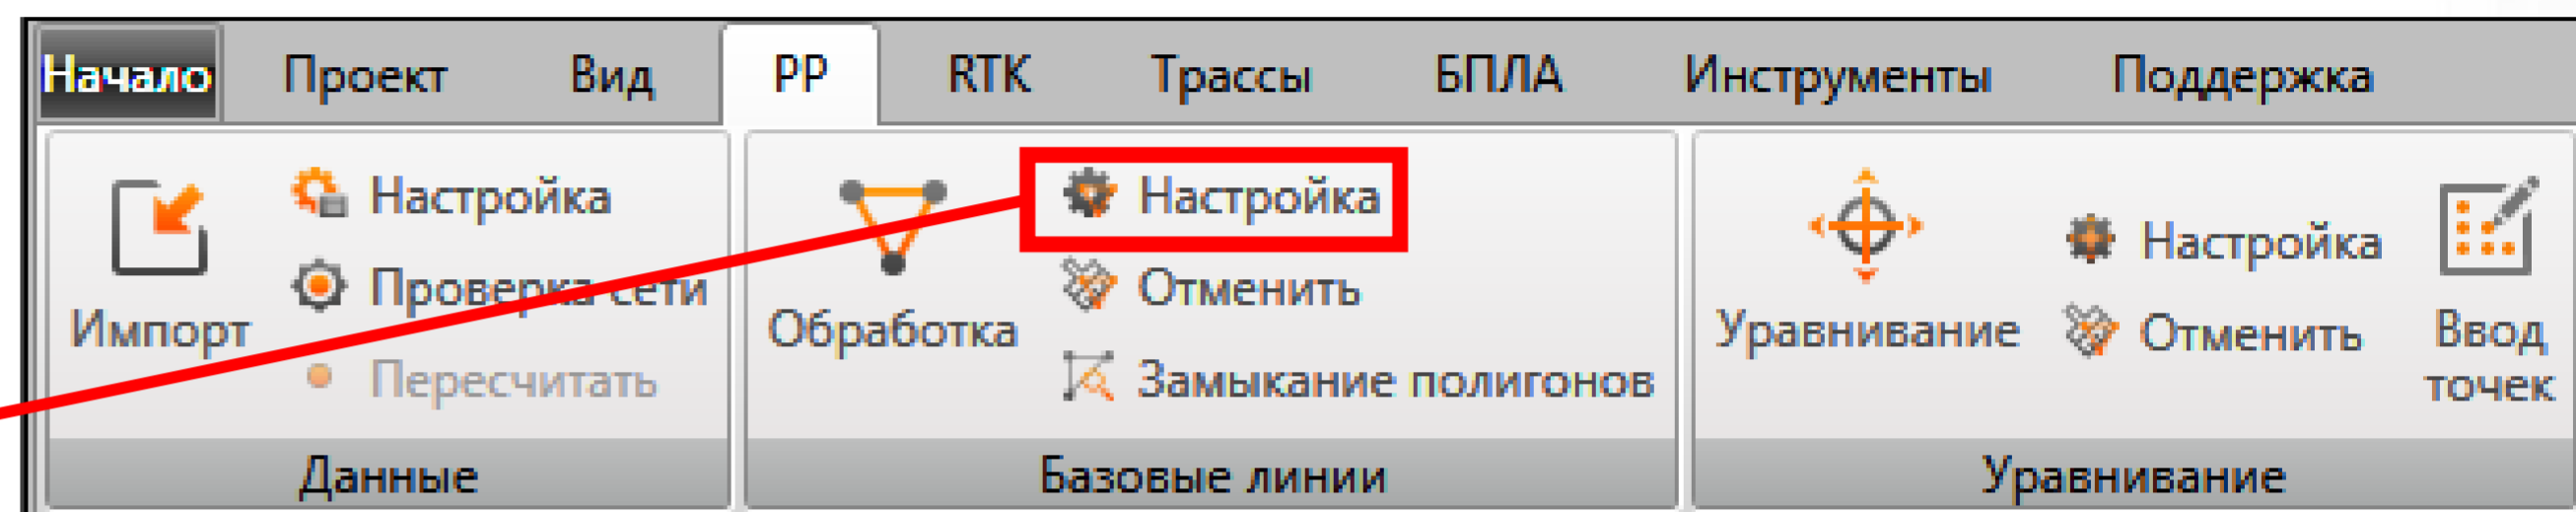 Начало Проект Вид PP RTK Трассы БПЛА Инструменты Поддержка
Импорт
Настройка
Проверка сети
Пересчитать
Данные
Обработка
Настройка
Отменить
Замыкание полигонов
Базовые линии
Уравнивание
Настройка
Отменить
Ввод
точек
Уравнивание